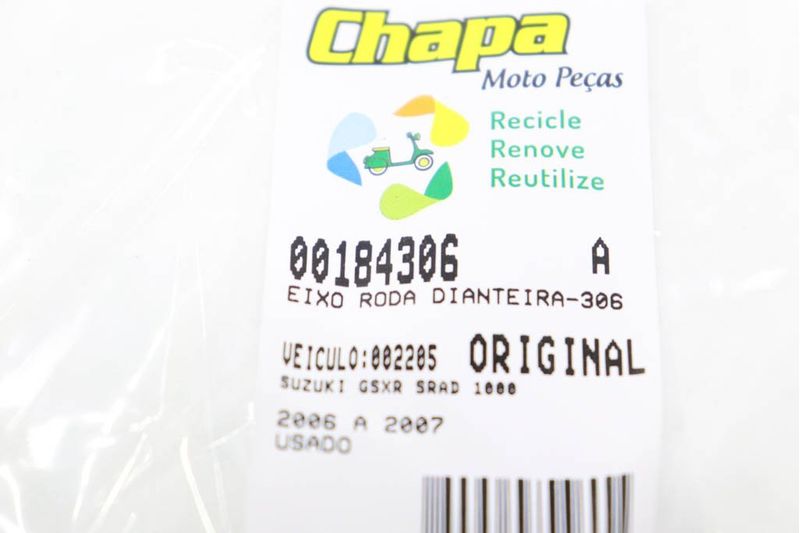 Chapa
Moto Peças
Recicle
Renove
Reutilize
00184306 A
EIXO RODA DIANTEIRA-306
VEICULO:002205 ORIGINAL
SUZUKI GSXR SRAD 1000
2006 A 2007
USADO